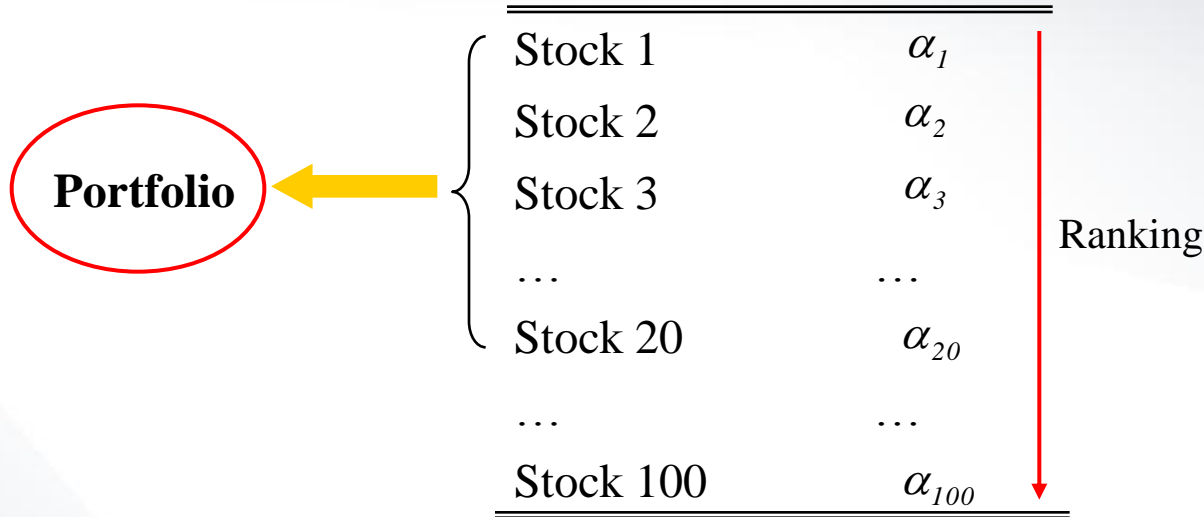 Stock 1 α1
Stock 2 α2
Portfolio
Stock 3 α3
Ranking
… …
Stock 20 α20
… …
Stock 100 α100